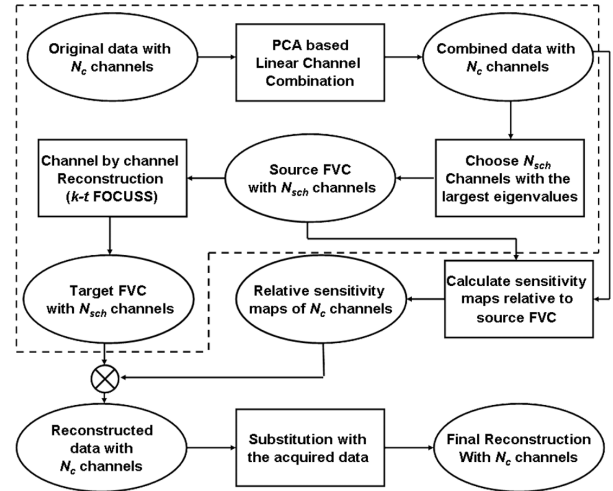 Original data with
Nc channels
PCA based
Linear Channel
Combination
Combined data with
Nc channels
Channel by channel
Reconstruction
(k-t FOCUSS)
Source FVC
with Nsch channels
Choose Nsch
Channels with the
largest eigenvalues
Target FVC
with Nsch channels
Relative sensitivity
maps of Nc channels
Calculate sensitivity
maps relative to
source FVC
Reconstructed
data with
Nc channels
Substitution with
the acquired data
Final Reconstruction
With Nc channels